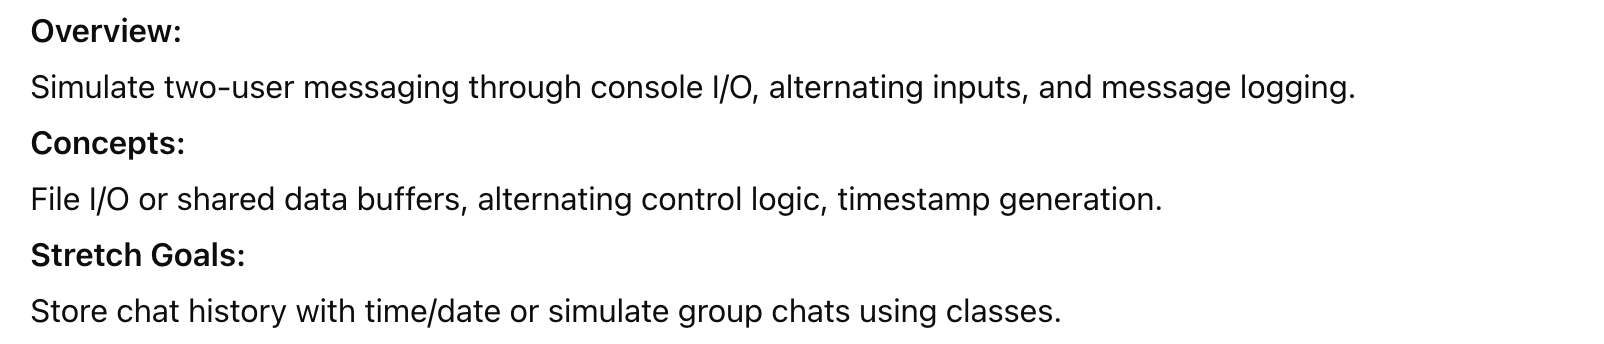 Overview:
Simulate two-user messaging through console I/O, alternating inputs, and message logging.
Concepts:
File I/O or shared data buffers, alternating control logic, timestamp generation.
Stretch Goals:
Store chat history with time/date or simulate group chats using classes.